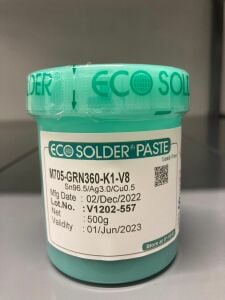 ECO SOLDER
ECO SOLDER® PASTE
Lead Free
M705-GRN360-K1-V8
Sn96.5/Ag3.0/Cu0.5
Mfg Date : 02/Dec/2022
Lot.No. : V1202-557
Net : 500g
Validity : 01/Jun/2023